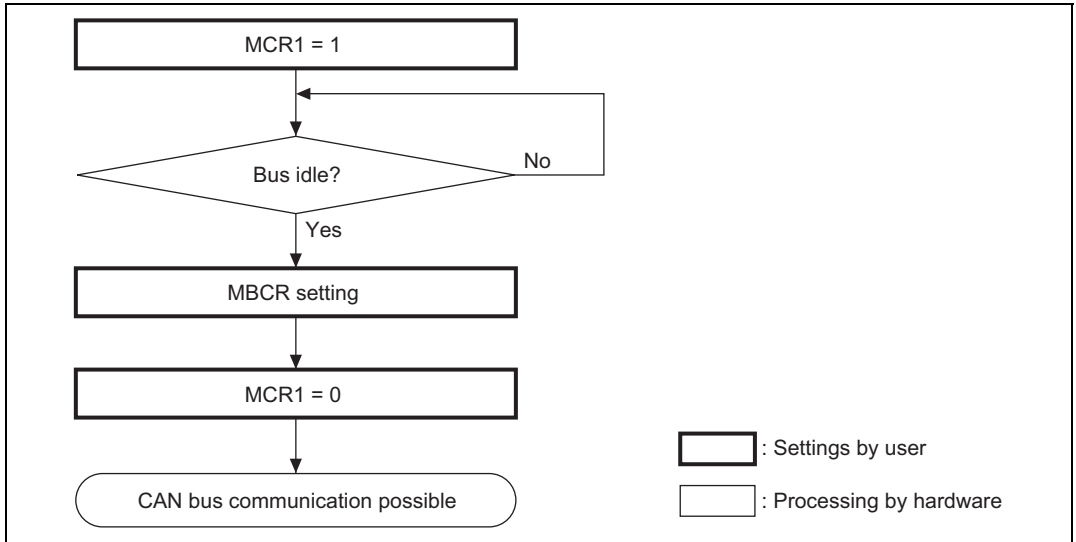 MCR1 = 1
Bus idle?
No
Yes
MBCR setting
MCR1 = 0
CAN bus communication possible
: Settings by user
: Processing by hardware